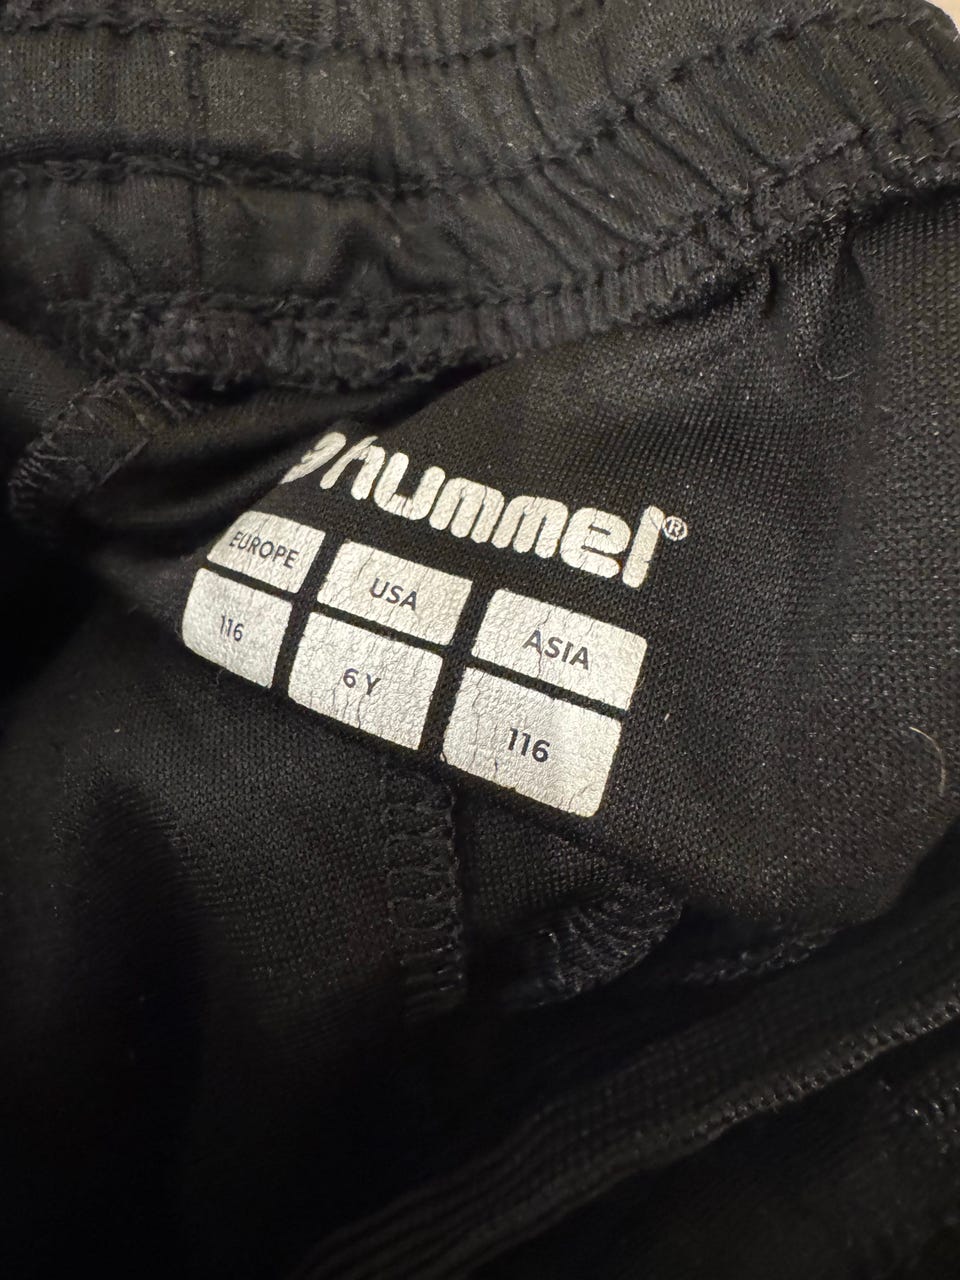 hummel®
EUROPE USA ASIA
116 6 Y 116